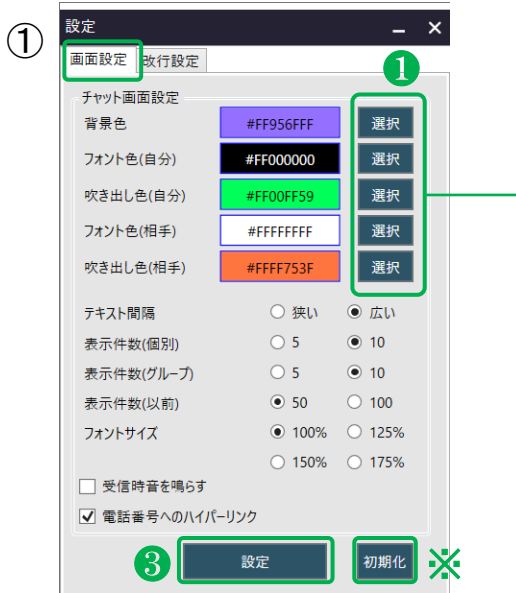 ①
設定
画面設定 改行設定
❶
チャット画面設定
背景色 #FF956FFF 選択
フォント色(自分) #FF000000 選択
吹き出し色(自分) #FF00FF59 選択
フォント色(相手) #FFFFFFFF 選択
吹き出し色(相手) #FFFF753F 選択
テキスト間隔 狭い 広い
表示件数(個別) 5 10
表示件数(グループ) 5 10
表示件数(以前) 50 100
フォントサイズ 100% 125%
150% 175%
受信時音を鳴らす
電話番号へのハイパーリンク
❸ 設定 初期化 ※